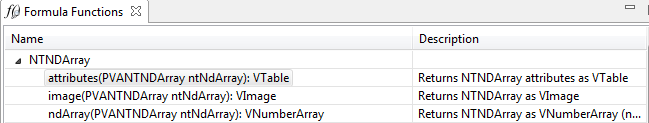 f() Formula Functions
Name Description
NTNDArray
attributes(PVANTNDArray ntNdArray): VTable Returns NTNDArray attributes as VTable
image(PVANTNDArray ntNdArray): VImage Returns NTNDArray as VImage
ndArray(PVANTNDArray ntNdArray): VNumberArray Returns NTNDArray as VNumberArray (n...